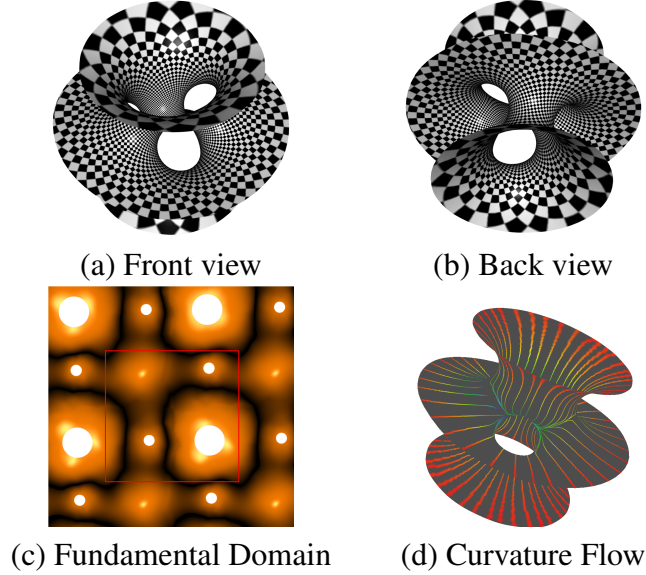 (a) Front view
(b) Back view
(c) Fundamental Domain
(d) Curvature Flow